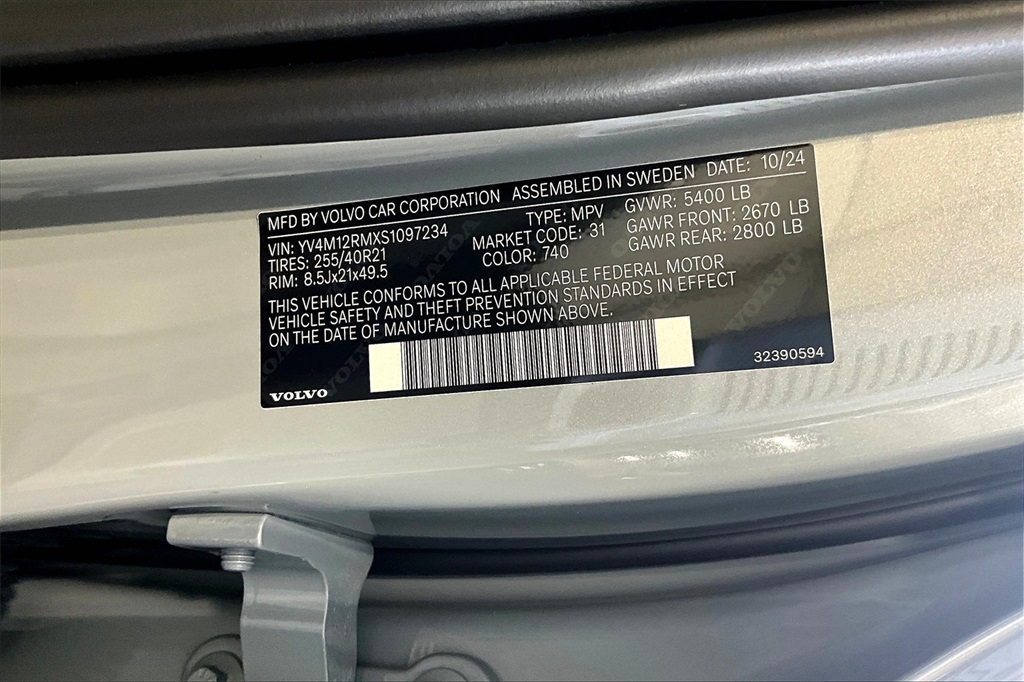 MFD BY VOLVO CAR CORPORATION ASSEMBLED IN SWEDEN DATE: 10/24
VIN: YV4M12RMXS1097234 TYPE: MPV GVWR: 5400 LB
TIRES: 255/40R21 MARKET CODE: 31 GAWR FRONT: 2670 LB
RIM: 8.5Jx21x49.5 COLOR: 740 GAWR REAR: 2800 LB
THIS VEHICLE CONFORMS TO ALL APPLICABLE FEDERAL MOTOR
VEHICLE SAFETY AND THEFT PREVENTION STANDARDS IN EFFECT
ON THE DATE OF MANUFACTURE SHOWN ABOVE.
32390594
VOLVO